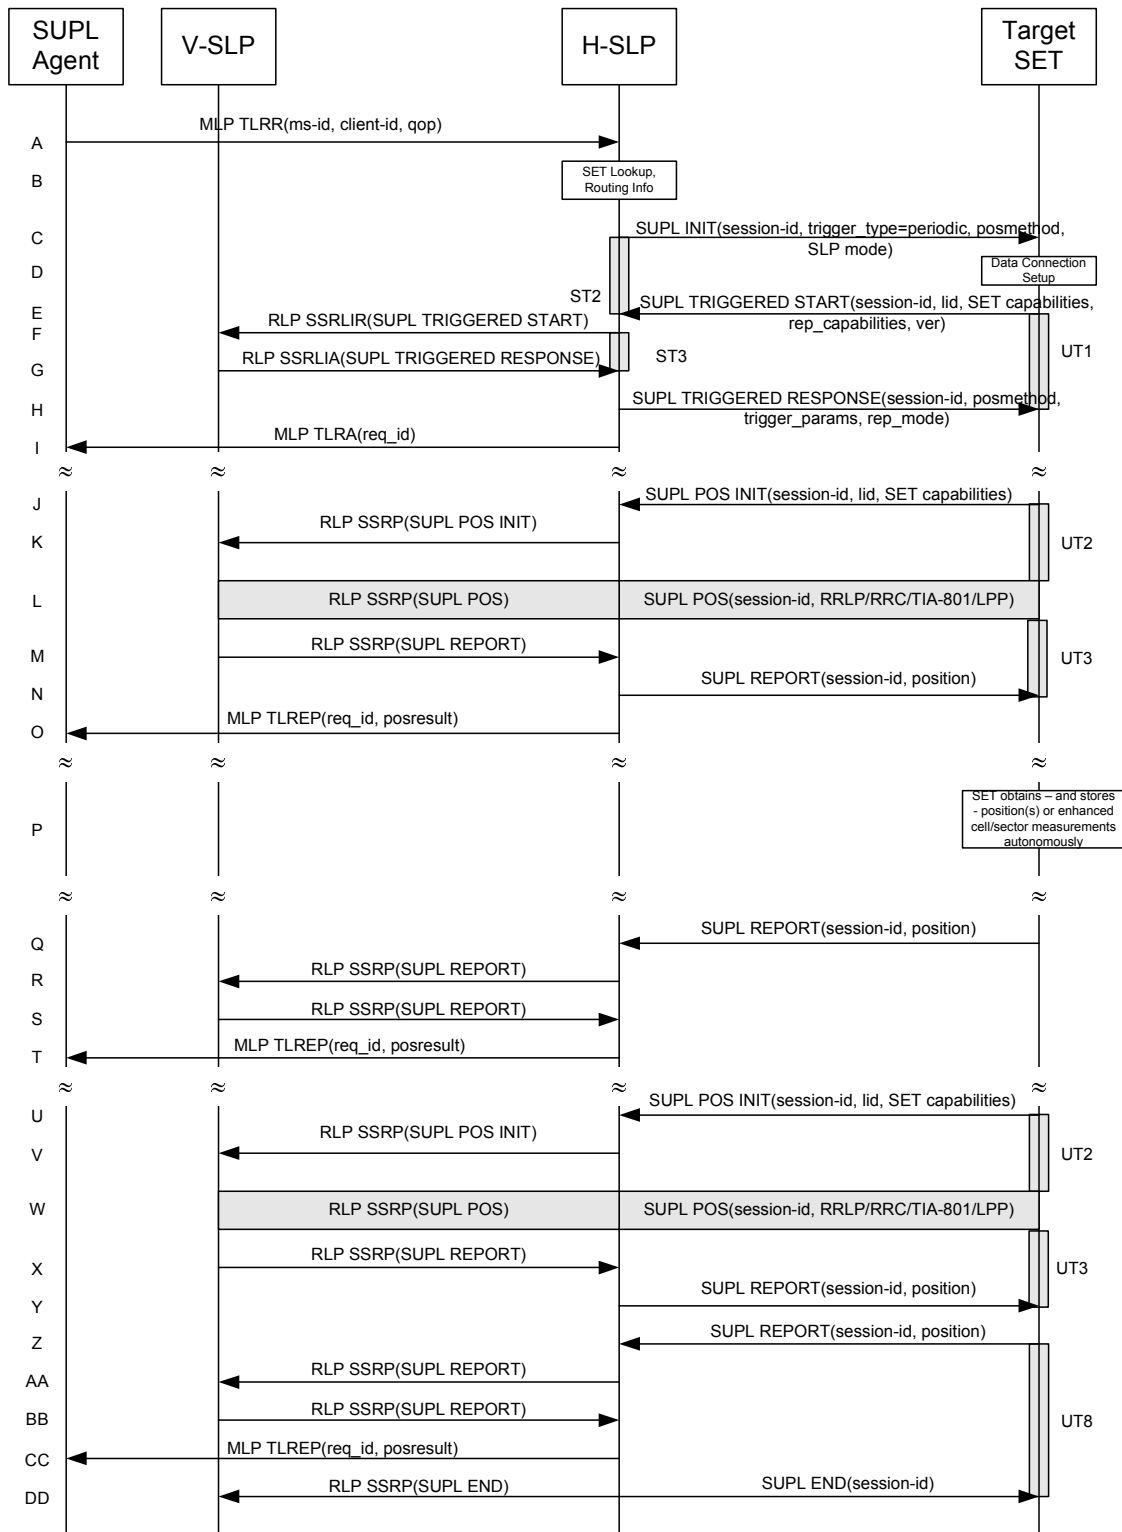 SUPL
Agent
V-SLP
H-SLP
Target
SET
A
MLP TLRR(ms-id, client-id, qop)
B
SET Lookup,
Routing Info
C
SUPL INIT(session-id, trigger_type=periodic, posmethod,
SLP mode)
D
Data Connection
Setup
ST2
E
SUPL TRIGGERED START(session-id, lid, SET capabilities,
rep_capabilities, ver)
F
RLP SSRLIR(SUPL TRIGGERED START)
G
RLP SSRLIA(SUPL TRIGGERED RESPONSE)
ST3
UT1
H
SUPL TRIGGERED RESPONSE(session-id, posmethod,
trigger_params, rep_mode)
I
MLP TLRA(req_id)
≈ ≈ ≈ ≈
J
SUPL POS INIT(session-id, lid, SET capabilities)
K
RLP SSRP(SUPL POS INIT)
UT2
L
RLP SSRP(SUPL POS)
SUPL POS(session-id, RRLP/RRC/TIA-801/LPP)
M
RLP SSRP(SUPL REPORT)
UT3
N
SUPL REPORT(session-id, position)
O
MLP TLREP(req_id, posresult)
≈ ≈ ≈ ≈
P
SET obtains – and stores
- position(s) or enhanced
cell/sector measurements
autonomously
≈ ≈ ≈ ≈
Q
SUPL REPORT(session-id, position)
R
RLP SSRP(SUPL REPORT)
S
RLP SSRP(SUPL REPORT)
T
MLP TLREP(req_id, posresult)
≈ ≈ ≈ ≈
U
SUPL POS INIT(session-id, lid, SET capabilities)
V
RLP SSRP(SUPL POS INIT)
UT2
W
RLP SSRP(SUPL POS)
SUPL POS(session-id, RRLP/RRC/TIA-801/LPP)
X
RLP SSRP(SUPL REPORT)
UT3
Y
SUPL REPORT(session-id, position)
Z
SUPL REPORT(session-id, position)
AA
RLP SSRP(SUPL REPORT)
BB
RLP SSRP(SUPL REPORT)
UT8
CC
MLP TLREP(req_id, posresult)
DD
RLP SSRP(SUPL END)
SUPL END(session-id)